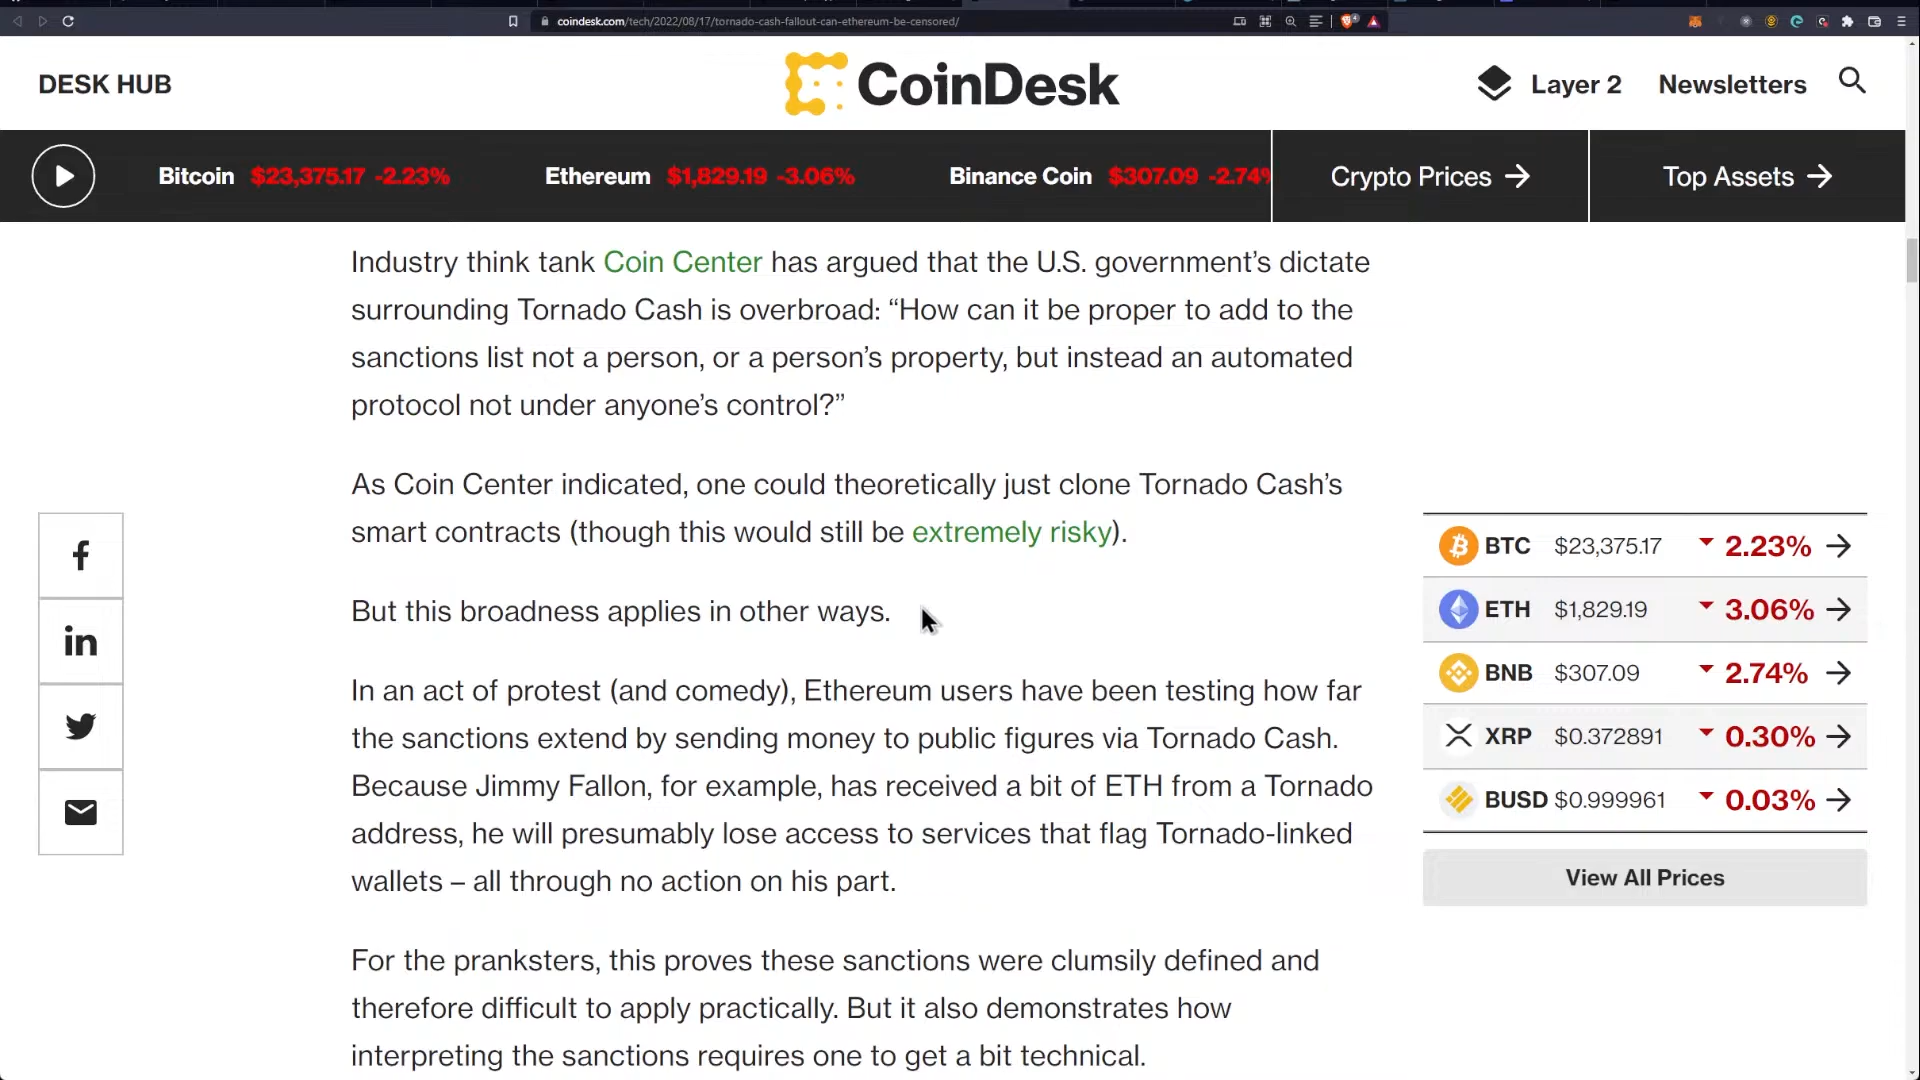 coindesk.com/tech/2022/08/17/tornado-cash-fallout-can-ethereum-be-censored/
DESK HUB
CoinDesk
Layer 2
Newsletters
Bitcoin $23,375.17 -2.23%
Ethereum $1,829.19 -3.06%
Binance Coin $307.09 -2.74%
Crypto Prices →
Top Assets →
Industry think tank Coin Center has argued that the U.S. government’s dictate
surrounding Tornado Cash is overbroad: “How can it be proper to add to the
sanctions list not a person, or a person’s property, but instead an automated
protocol not under anyone’s control?”
As Coin Center indicated, one could theoretically just clone Tornado Cash’s
smart contracts (though this would still be extremely risky).
But this broadness applies in other ways.
In an act of protest (and comedy), Ethereum users have been testing how far
the sanctions extend by sending money to public figures via Tornado Cash.
Because Jimmy Fallon, for example, has received a bit of ETH from a Tornado
address, he will presumably lose access to services that flag Tornado-linked
wallets – all through no action on his part.
For the pranksters, this proves these sanctions were clumsily defined and
therefore difficult to apply practically. But it also demonstrates how
interpreting the sanctions requires one to get a bit technical.
BTC $23,375.17 2.23% →
ETH $1,829.19 3.06% →
BNB $307.09 2.74% →
XRP $0.372891 0.30% →
BUSD $0.999961 0.03% →
View All Prices